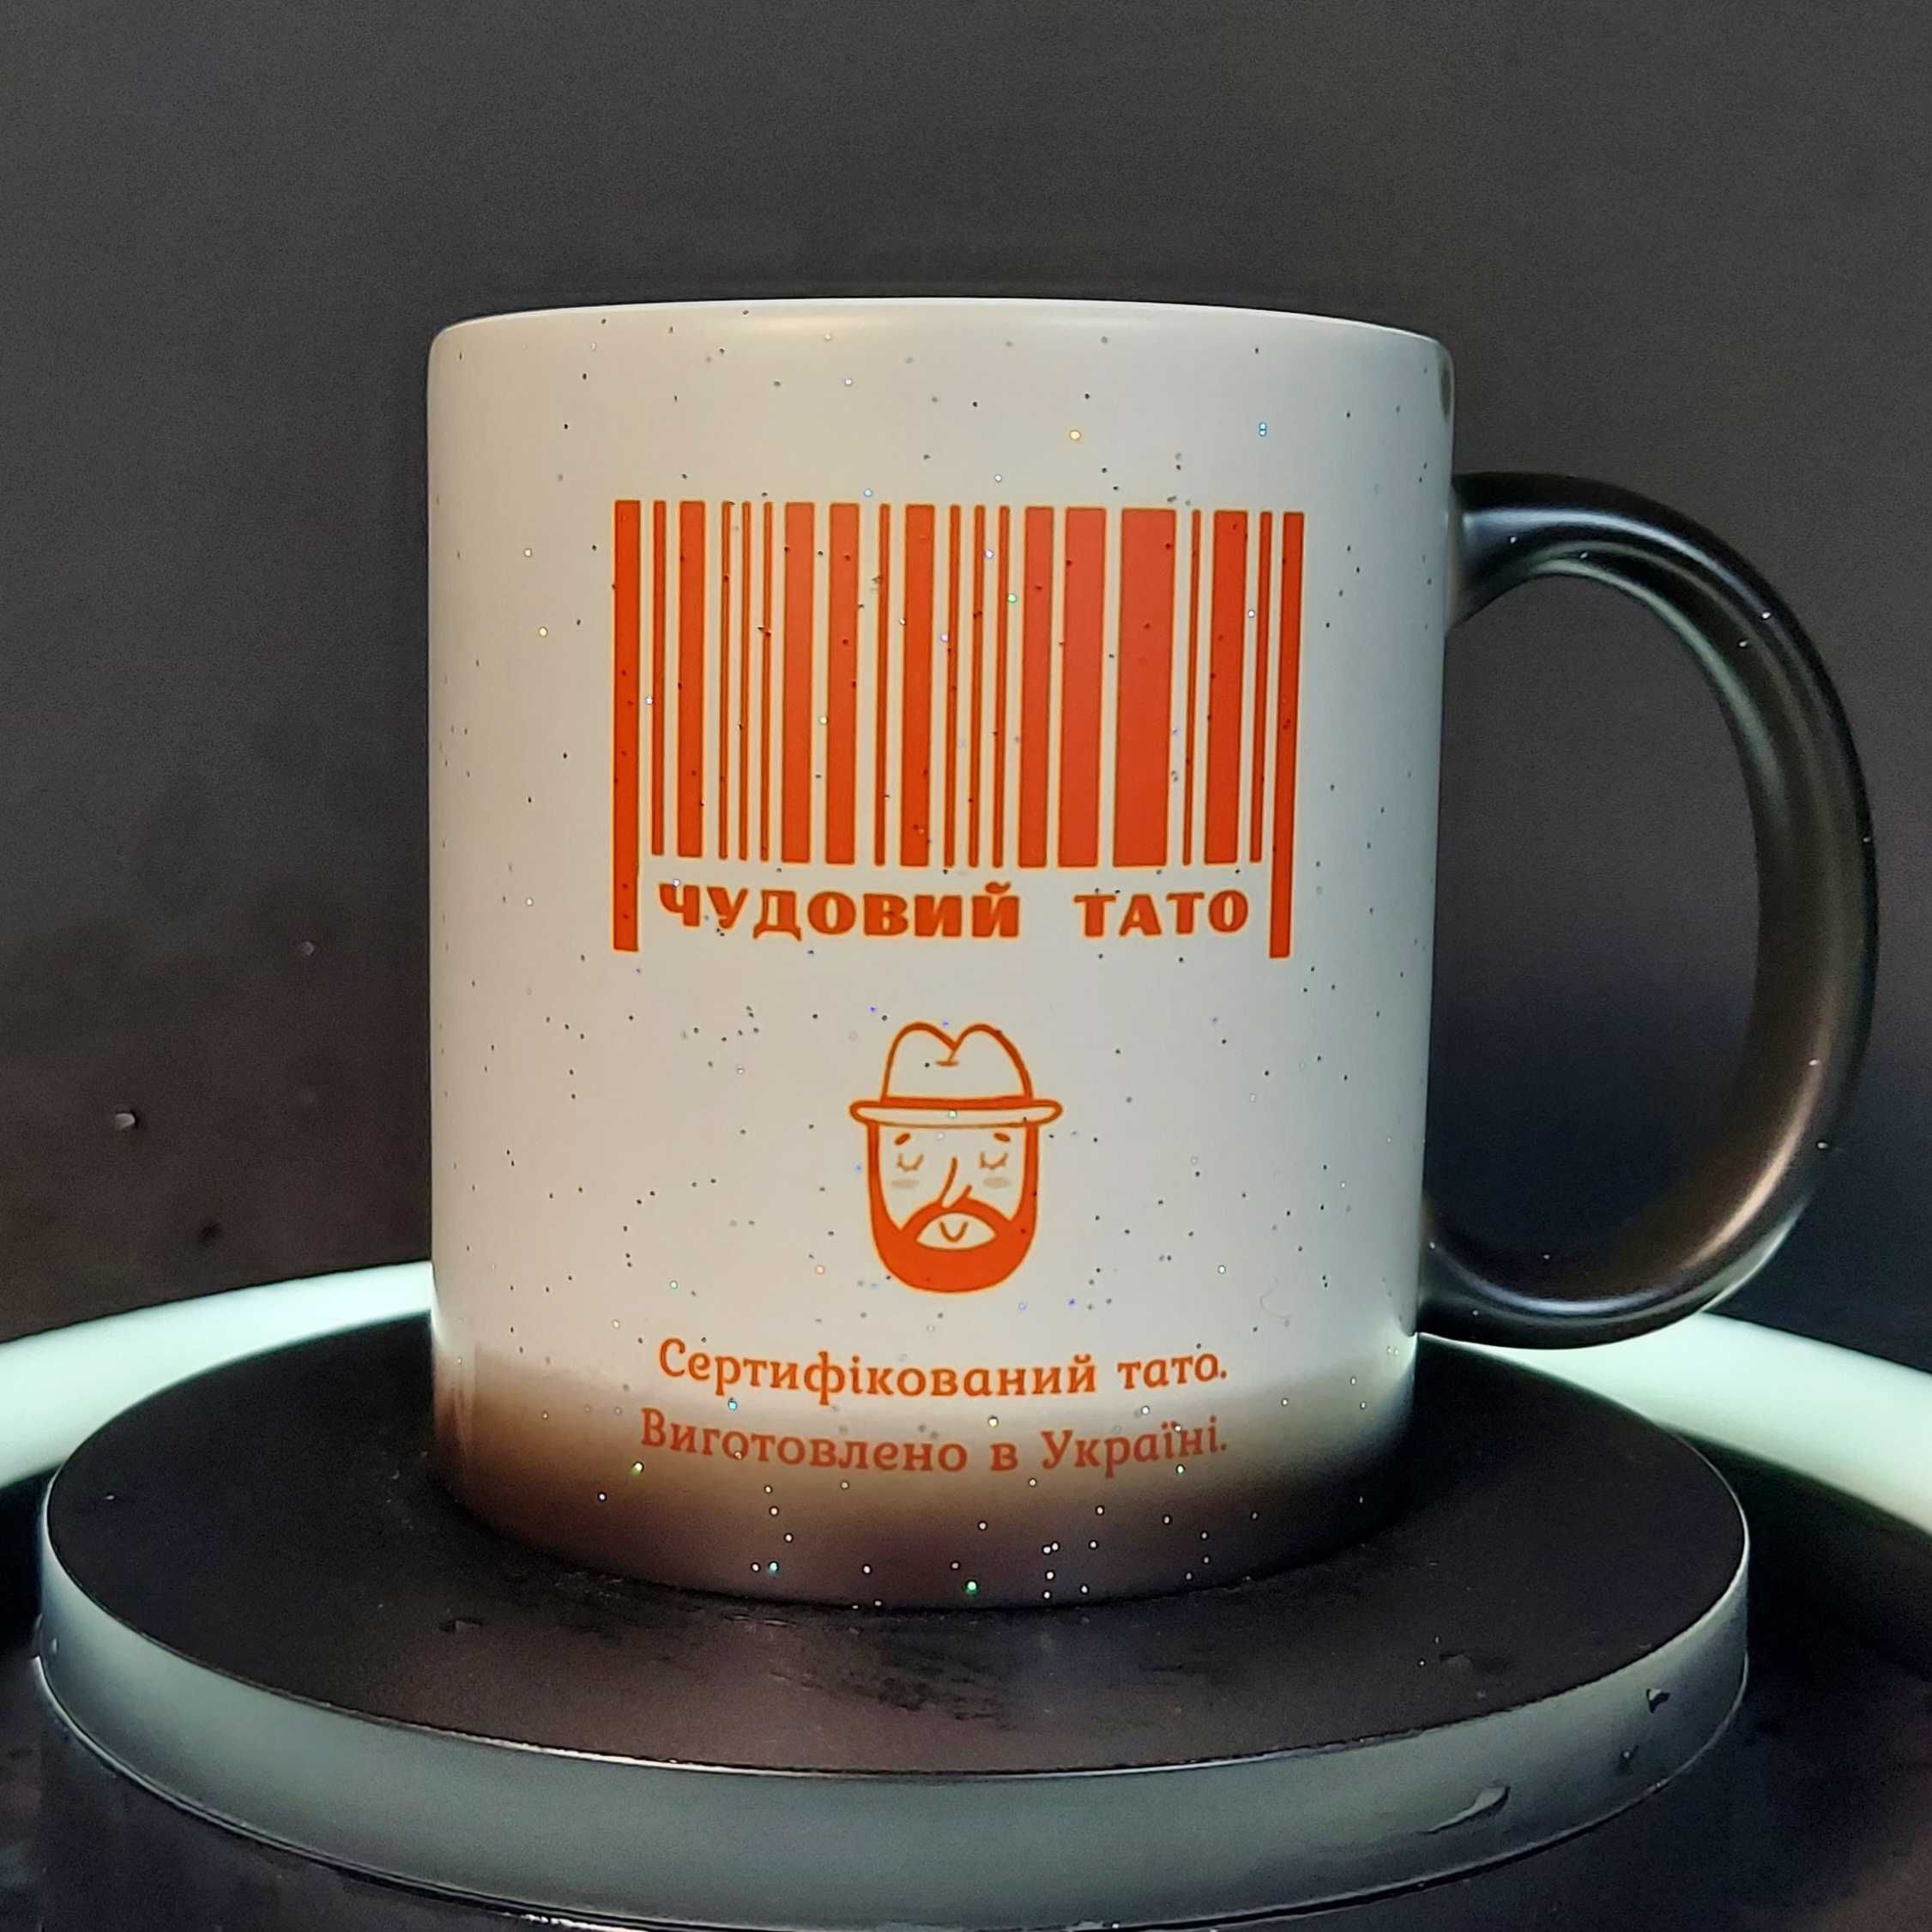 ЧУДОВИЙ ТАТО
Сертифікований тато.
Виготовлено в Україні.